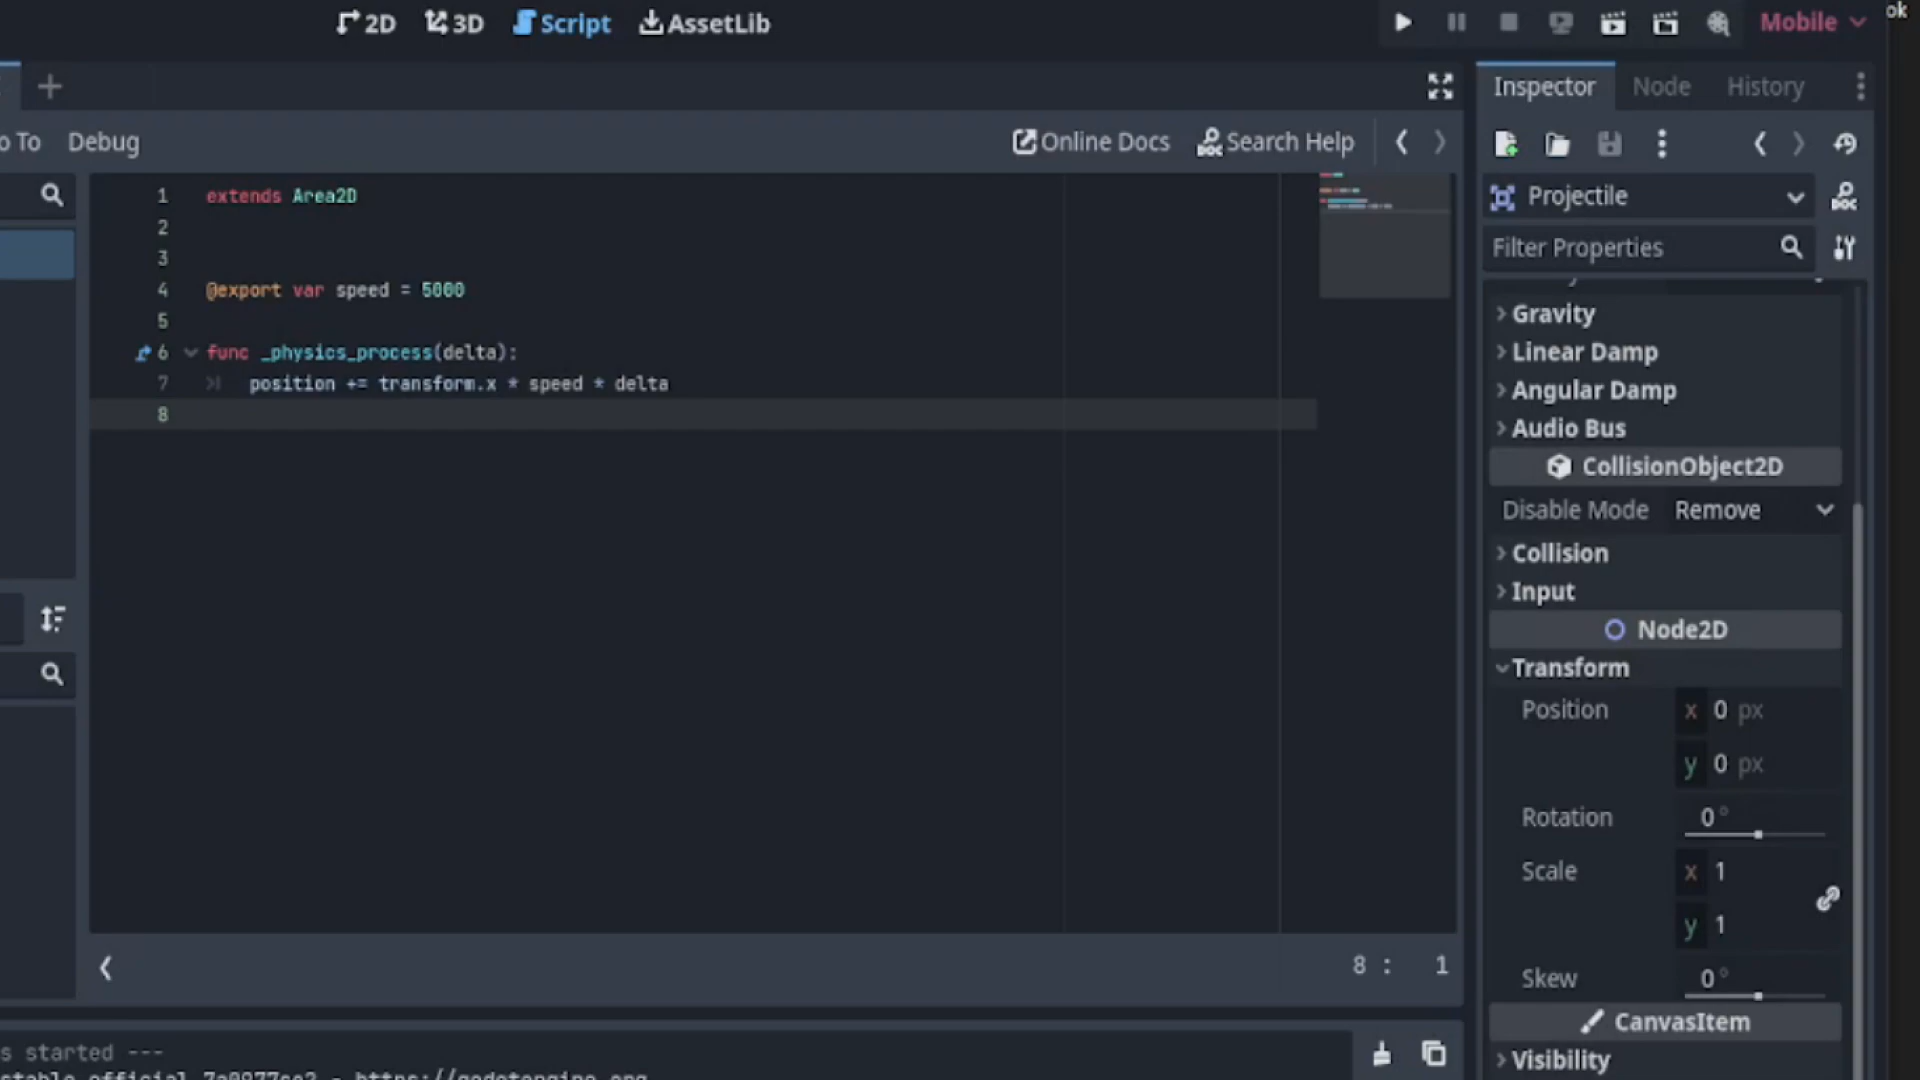 2D 3D Script AssetLib Mobile ok
Inspector Node History
o To Debug Online Docs Search Help
1 extends Area2D
2
3
4 @export var speed = 5000
5
6 func _physics_process(delta):
7 position += transform.x * speed * delta
8
8 : 1
Projectile
Filter Properties
Gravity
Linear Damp
Angular Damp
Audio Bus
CollisionObject2D
Disable Mode Remove
Collision
Input
Node2D
Transform
Position x 0 px
y 0 px
Rotation 0°
Scale x 1
y 1
Skew 0°
CanvasItem
Visibility
s started ---